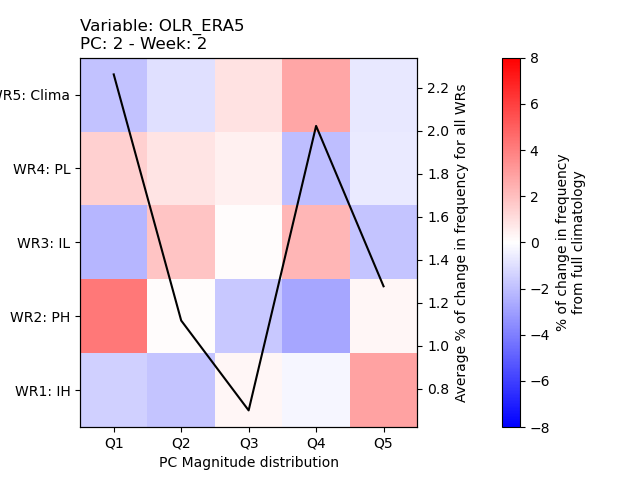 Variable: OLR_ERA5
PC: 2 - Week: 2
WR5: Clima
WR4: PL
WR3: IL
WR2: PH
WR1: IH
Q1 Q2 Q3 Q4 Q5
PC Magnitude distribution
2.2
2.0
1.8
1.6
1.4
1.2
1.0
0.8
Average % of change in frequency for all WRs
8
6
4
2
0
−2
−4
−6
−8
% of change in frequency
from full climatology